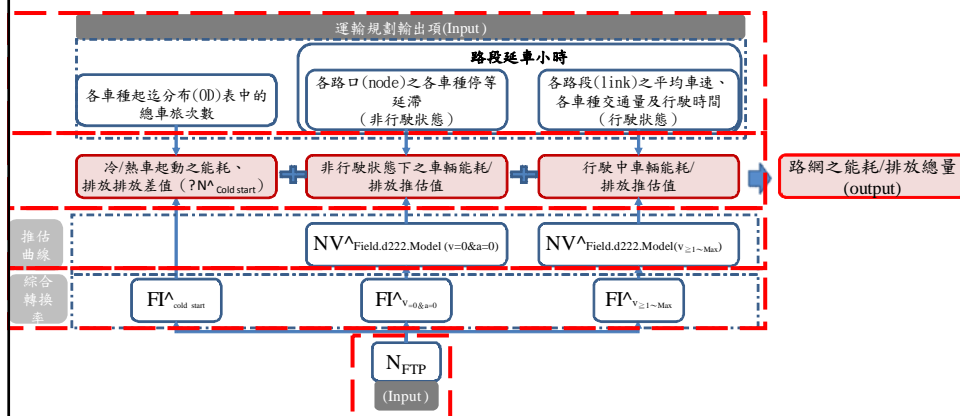 運輸規劃輸出項(Input)
路段延車小時
各車種起迄分布(OD)表中的
總車旅次數
各路口(node)之各車種停等
延滯
(非行駛狀態)
各路段(link)之平均車速、
各車種交通量及行駛時間
(行駛狀態)
冷/熱車起動之能耗、
排放排放差值(?N^Cold start)
非行駛狀態下之車輛能耗/
排放推估值
行駛中車輛能耗/
排放推估值
路網之能耗/排放總量
(output)
推估
曲線
NV^Field.d222.Model (v=0&a=0)
NV^Field.d222.Model(v≧1~Max)
綜合
轉換
率
FI^cold start
FI^V=0&a=0
FI^v≧1~Max
NFTP
(Input)